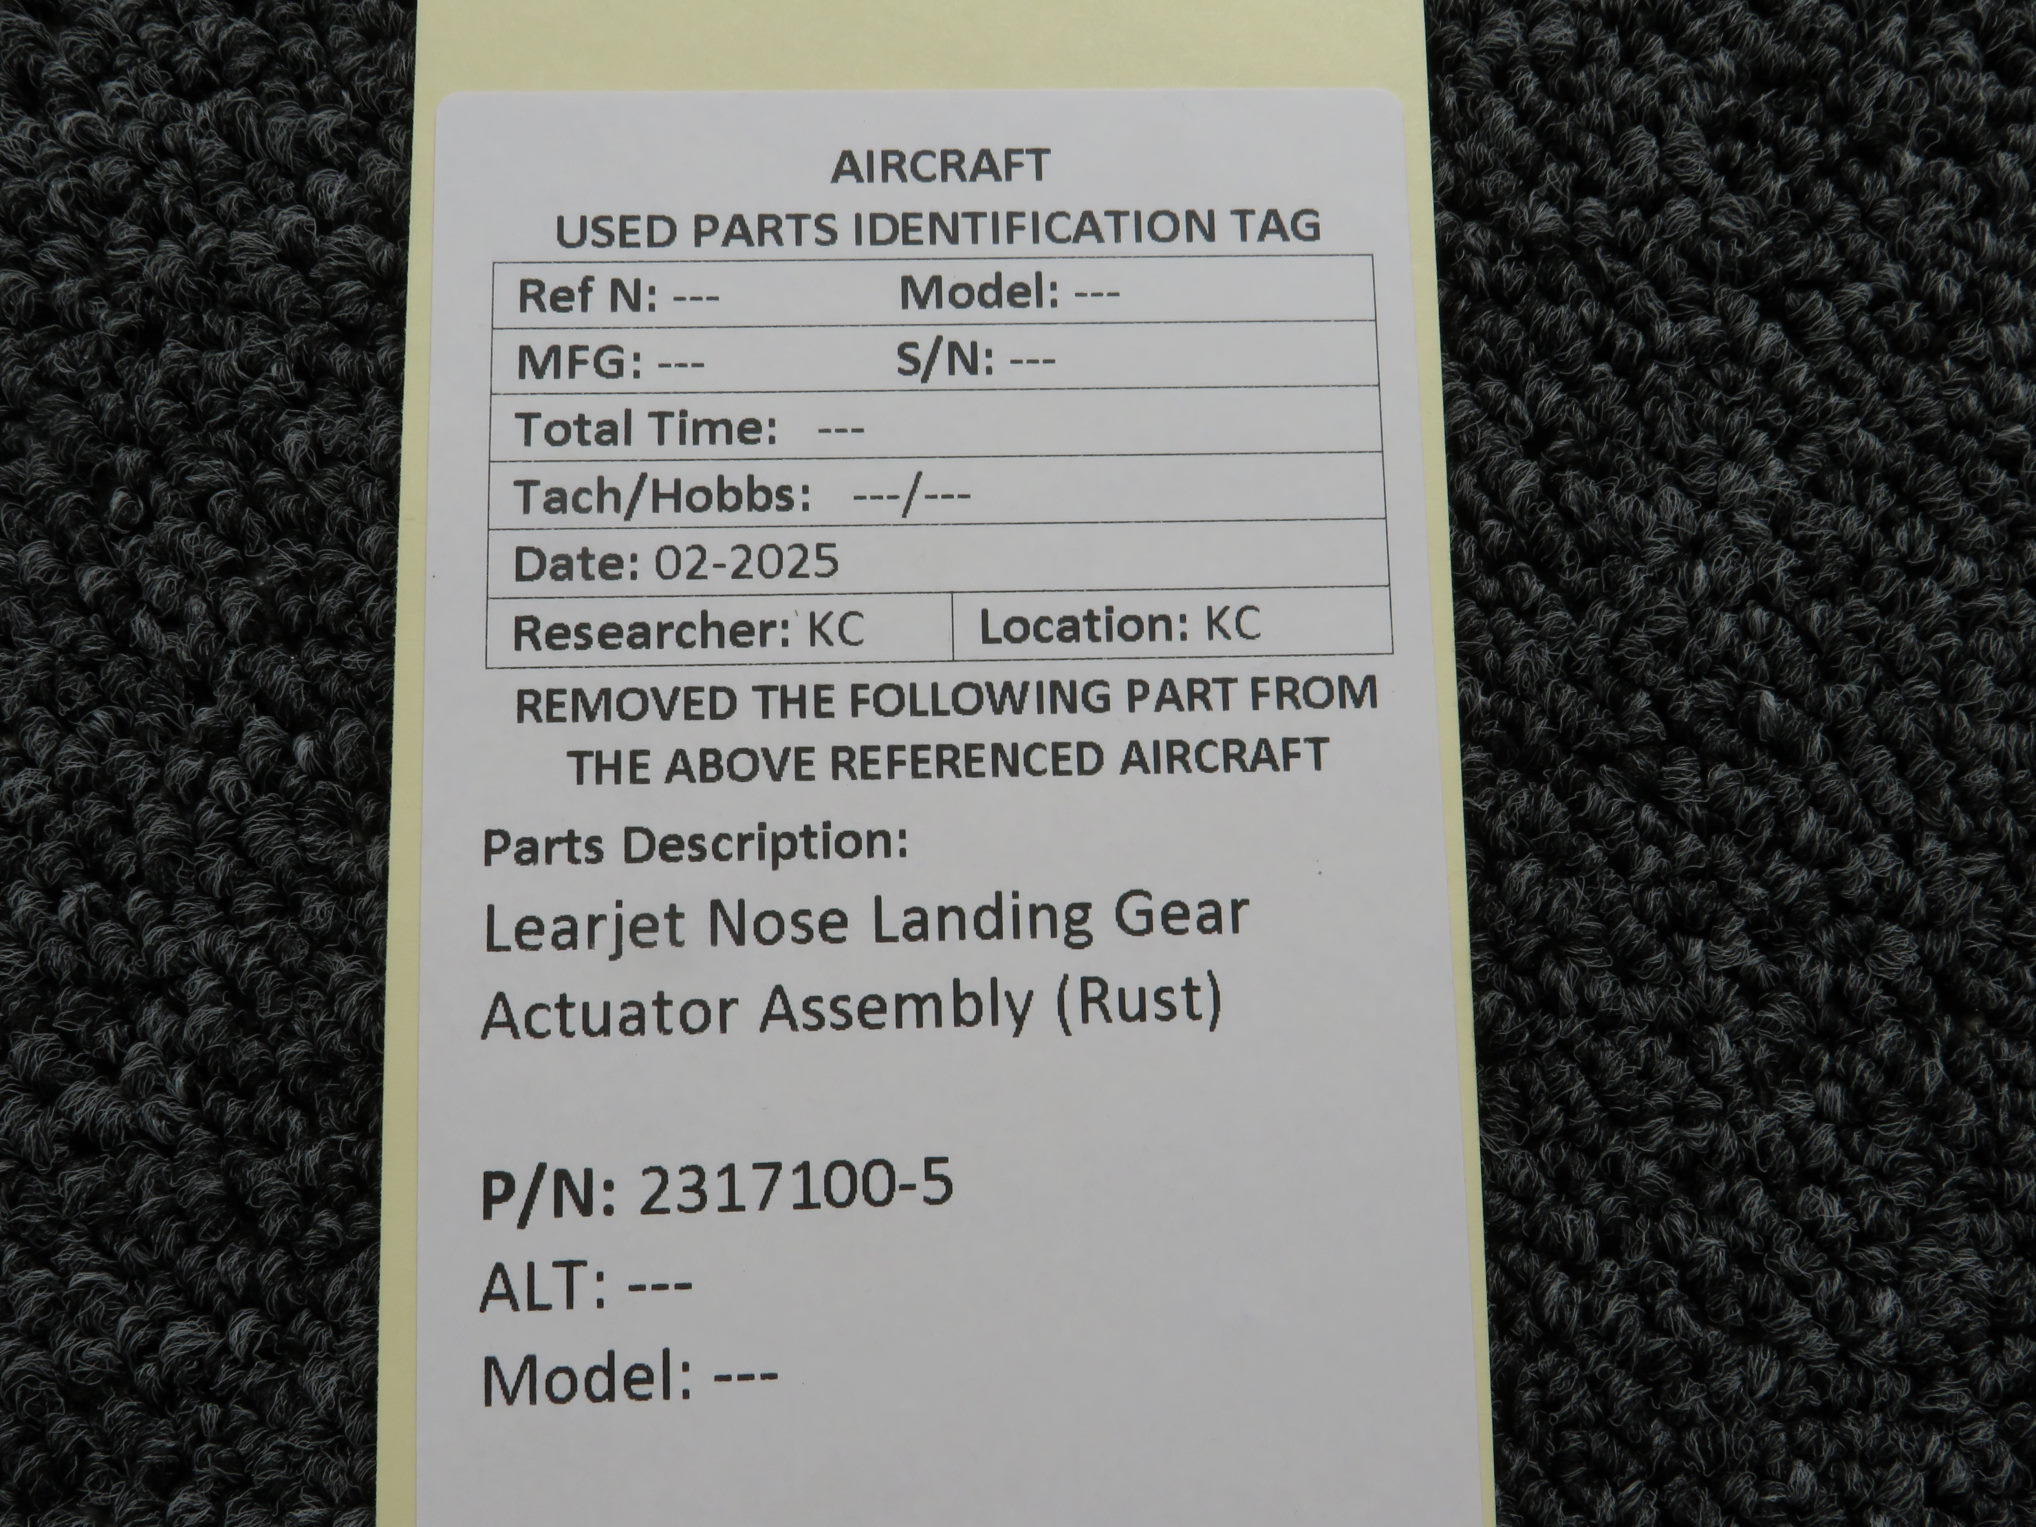 AIRCRAFT
USED PARTS IDENTIFICATION TAG
Ref N: --- Model: ---
MFG: --- S/N: ---
Total Time: ---
Tach/Hobbs: ---/---
Date: 02-2025
Researcher: KC Location: KC
REMOVED THE FOLLOWING PART FROM
THE ABOVE REFERENCED AIRCRAFT
Parts Description:
Learjet Nose Landing Gear
Actuator Assembly (Rust)
P/N: 2317100-5
ALT: ---
Model: ---